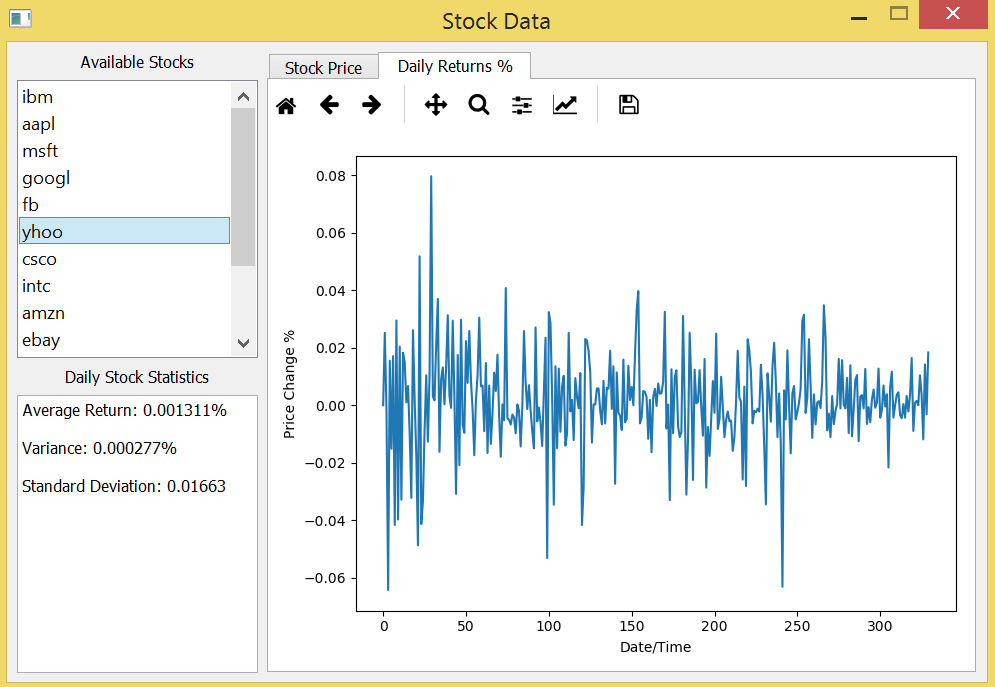 Stock Data
Available Stocks
ibm
aapl
msft
googl
fb
yhoo
csco
intc
amzn
ebay
Daily Stock Statistics
Average Return: 0.001311%
Variance: 0.000277%
Standard Deviation: 0.01663
Stock Price
Daily Returns %
Price Change %
0.08
0.06
0.04
0.02
0.00
−0.02
−0.04
−0.06
0 50 100 150 200 250 300
Date/Time